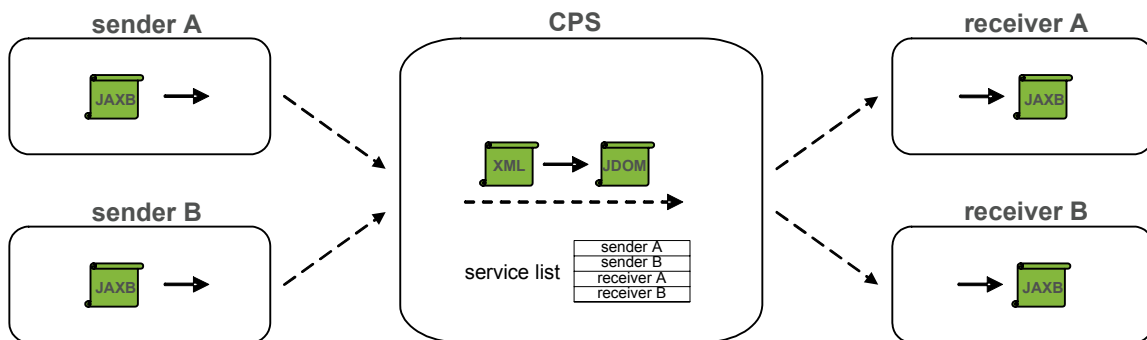 sender A
CPS
receiver A
JAXB
JAXB
XML
JDOM
sender B
receiver B
JAXB
JAXB
service list
sender A
sender B
receiver A
receiver B